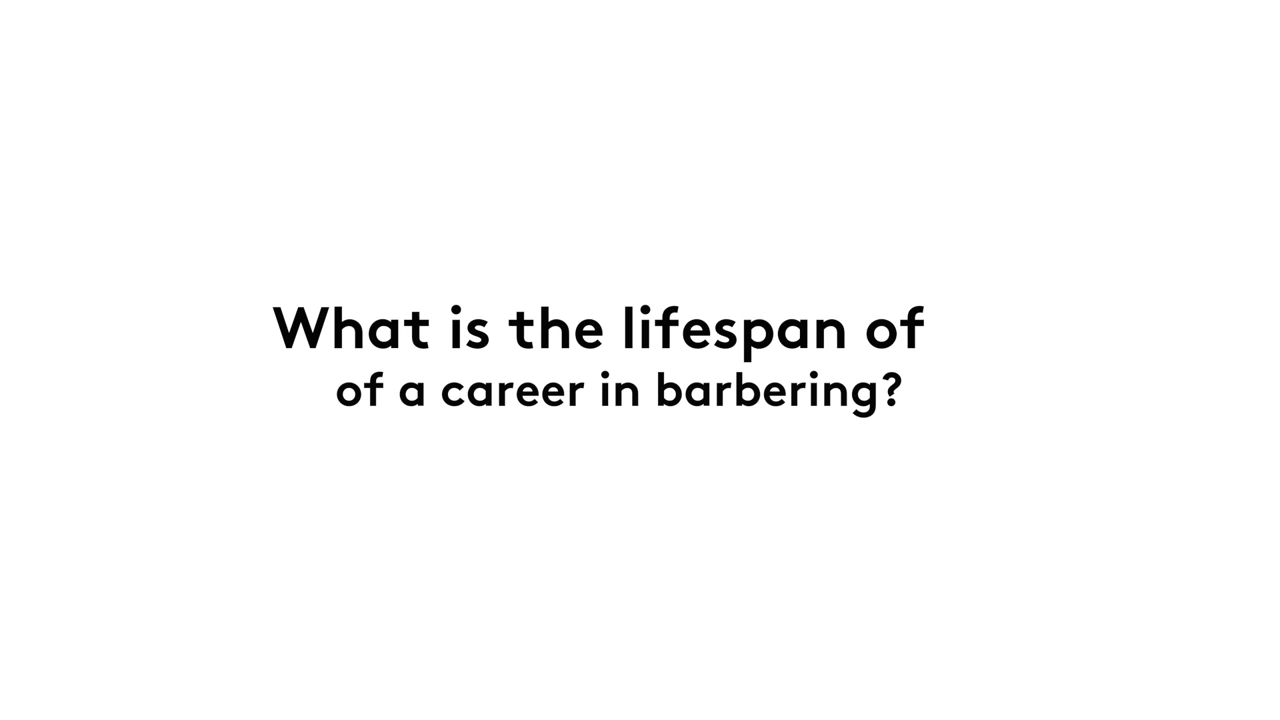 What is the lifespan of
of a career in barbering?